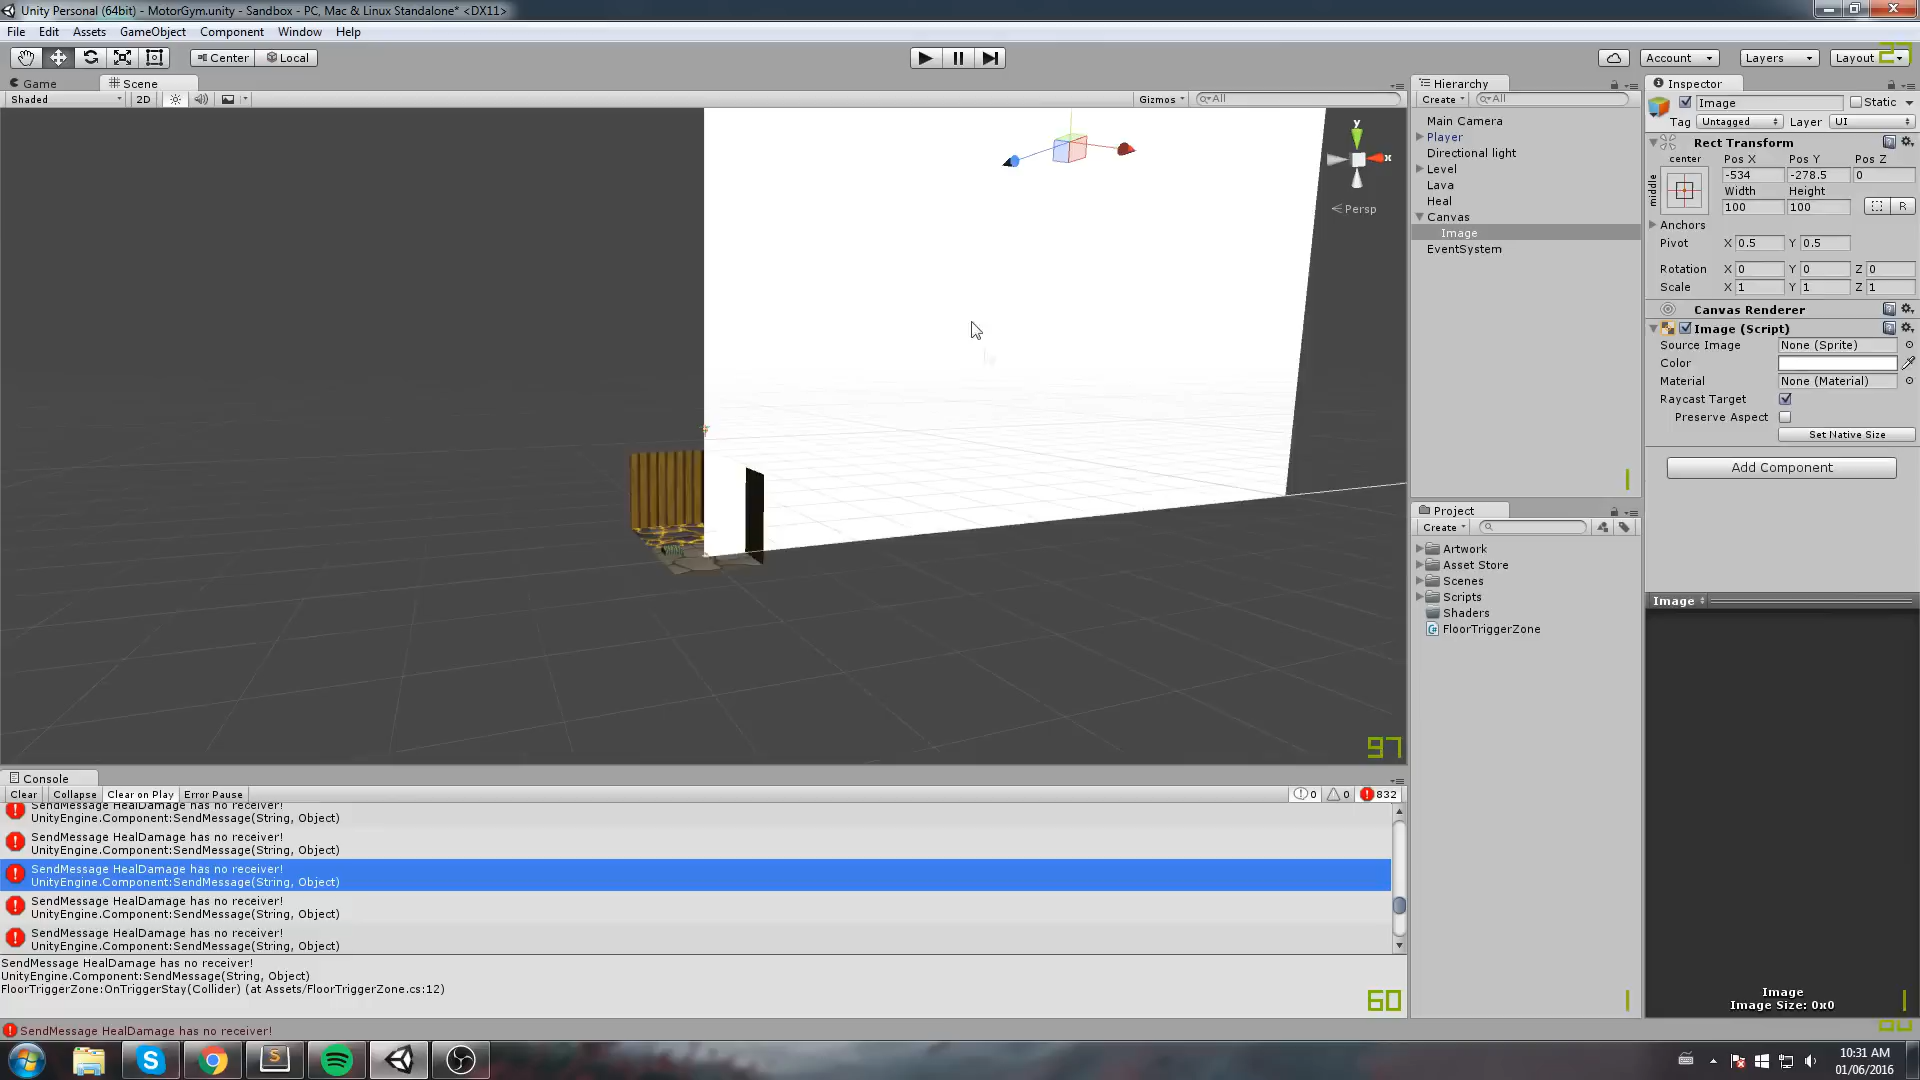 Unity Personal (64bit) - MotorGym.unity - Sandbox - PC, Mac & Linux Standalone* <DX11>
File Edit Assets GameObject Component Window Help
Center Local
Account Layers Layout
27
Game Scene
Shaded 2D Gizmos All
y
x
Persp
97
Hierarchy
Create All
Main Camera
Player
Directional light
Level
Lava
Heal
Canvas
Image
EventSystem
Project
Create
Artwork
Asset Store
Scenes
Scripts
Shaders
FloorTriggerZone
Inspector
Image Static
Tag Untagged Layer UI
Rect Transform
center Pos X Pos Y Pos Z
middle -534 -278.5 0
Width Height
100 100 R
Anchors
Pivot X 0.5 Y 0.5
Rotation X 0 Y 0 Z 0
Scale X 1 Y 1 Z 1
Canvas Renderer
Image (Script)
Source Image None (Sprite)
Color
Material None (Material)
Raycast Target
Preserve Aspect
Set Native Size
Add Component
Image
Image
Image Size: 0x0
Console
Clear Collapse Clear on Play Error Pause 0 0 832
SendMessage HealDamage has no receiver!
UnityEngine.Component:SendMessage(String, Object)
SendMessage HealDamage has no receiver!
UnityEngine.Component:SendMessage(String, Object)
SendMessage HealDamage has no receiver!
UnityEngine.Component:SendMessage(String, Object)
SendMessage HealDamage has no receiver!
UnityEngine.Component:SendMessage(String, Object)
SendMessage HealDamage has no receiver!
UnityEngine.Component:SendMessage(String, Object)
SendMessage HealDamage has no receiver!
UnityEngine.Component:SendMessage(String, Object)
FloorTriggerZone:OnTriggerStay(Collider) (at Assets/FloorTriggerZone.cs:12)
60
SendMessage HealDamage has no receiver!
10:31 AM
01/06/2016